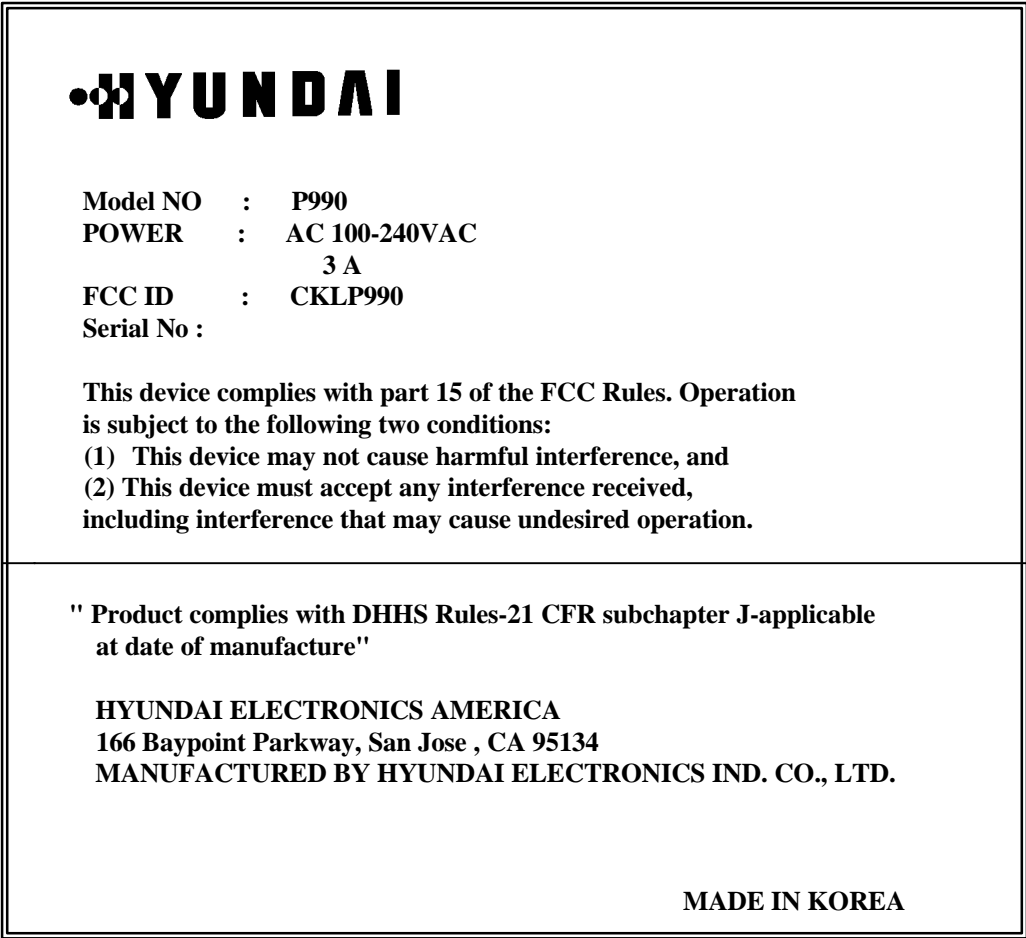 HYUNDAI
Model NO : P990
POWER : AC 100-240VAC
3 A
FCC ID : CKLP990
Serial No :
This device complies with part 15 of the FCC Rules. Operation
is subject to the following two conditions:
(1) This device may not cause harmful interference, and
(2) This device must accept any interference received,
including interference that may cause undesired operation.
" Product complies with DHHS Rules-21 CFR subchapter J-applicable
at date of manufacture"
HYUNDAI ELECTRONICS AMERICA
166 Baypoint Parkway, San Jose , CA 95134
MANUFACTURED BY HYUNDAI ELECTRONICS IND. CO., LTD.
MADE IN KOREA